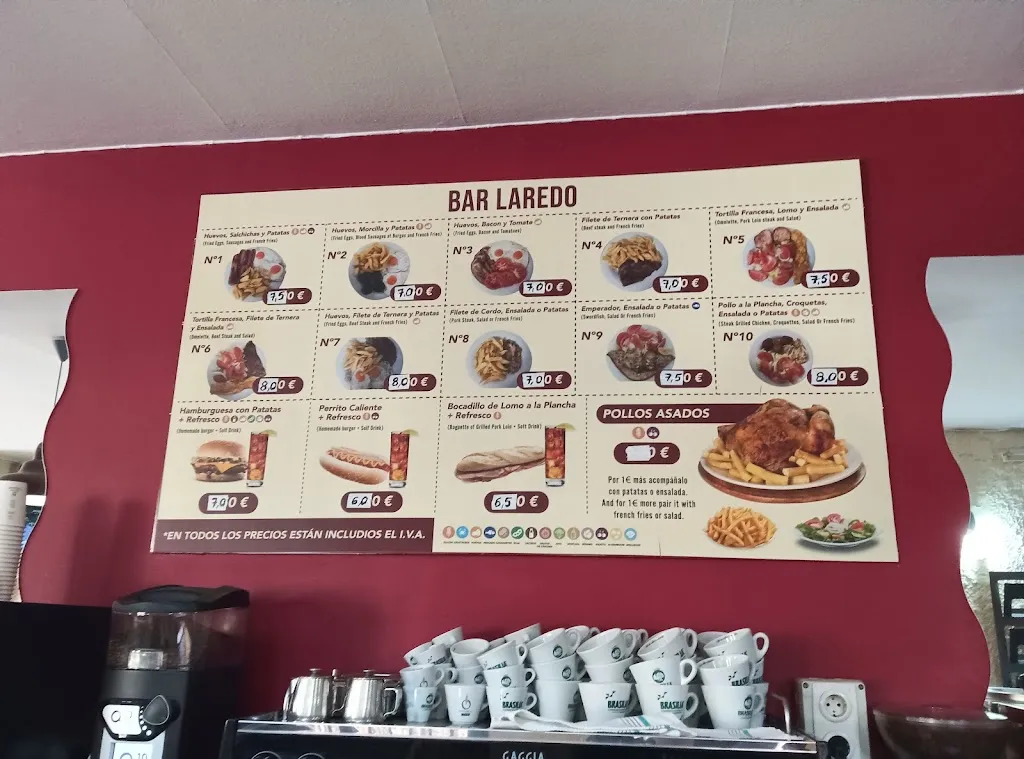 BAR LAREDO
Huevos, Salchichas y Patatas
(Fried Eggs, Sausages and French Fries)
Nº1
7,50 €
Huevos, Morcilla y Patatas
(Fried Eggs, Blood Sausages of Burgos and French Fries)
Nº2
7,00 €
Huevos, Bacon y Tomate
(Fried Eggs, Bacon and Tomatoes)
Nº3
7,00 €
Filete de Ternera con Patatas
(Beef steak and French Fries)
Nº4
7,00 €
Tortilla Francesa, Lomo y Ensalada
(Omelette, Pork Loin steak and Salad)
Nº5
7,50 €
Tortilla Francesa, Filete de Ternera
y Ensalada
(Omelette, Beef Steak and Salad)
Nº6
8,00 €
Huevos, Filete de Ternera y Patatas
(Fried Eggs, Beef Steak and French Fries)
Nº7
8,00 €
Filete de Cerdo, Ensalada o Patatas
(Pork Steak, Salad or French Fries)
Nº8
7,00 €
Emperador, Ensalada o Patatas
(Swordfish, Salad Or French Fries)
Nº9
7,50 €
Pollo a la Plancha, Croquetas,
Ensalada o Patatas
(Steak Grilled Chicken, Croquettes, Salad Or French Fries)
Nº10
8,00 €
Hamburguesa con Patatas
+ Refresco
(Homemade burger + Soft Drink)
7,00 €
Perrito Caliente
+ Refresco
(Homemade burger + Soft Drink)
6,00 €
Bocadillo de Lomo a la Plancha
+ Refresco
(Baguette of Grilled Pork Loin + Soft Drink)
6,50 €
POLLOS ASADOS
0 €
Por 1€ más acompáñalo
con patatas o ensalada.
And for 1€ more pair it with
french fries or salad.
*EN TODOS LOS PRECIOS ESTÁN INCLUDIOS EL I.V.A.
BRASILIA
BRASILIA
BRASILIA
GAGGIA